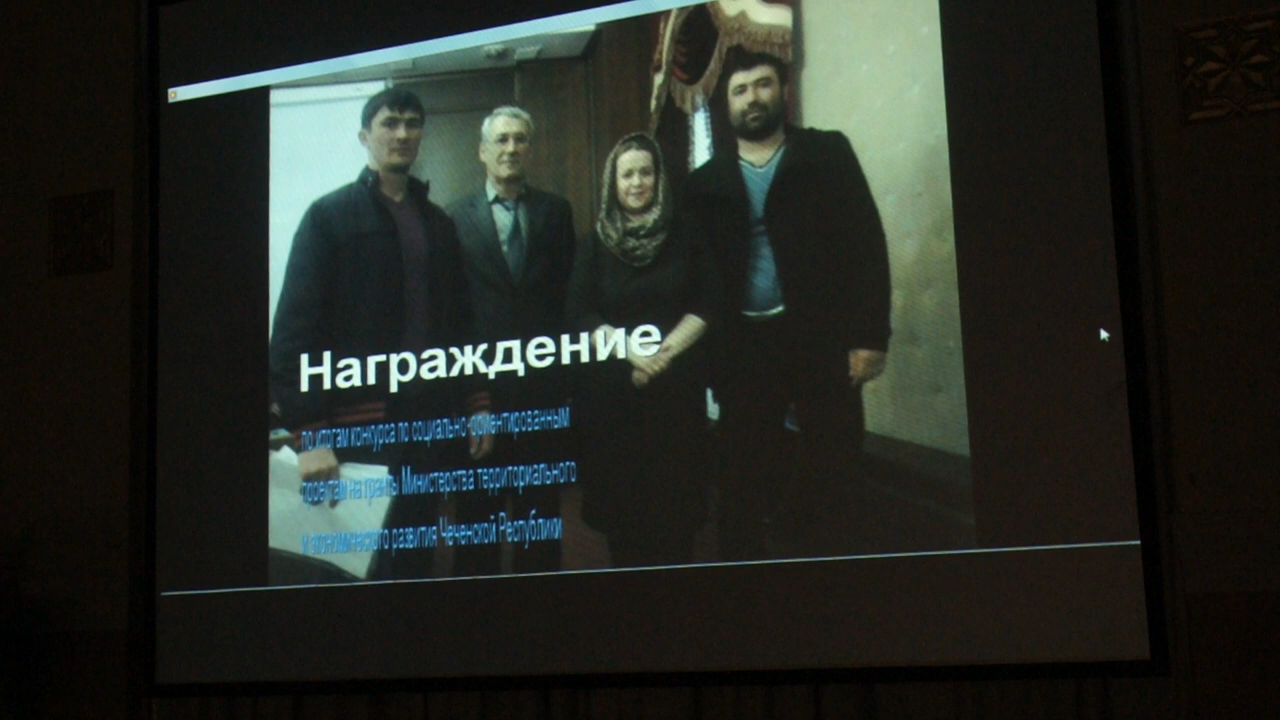 Награждение
по итогам конкурса по социально-ориентированным
проектам на гранты Министерства территориального
и экономического развития Чеченской Республики